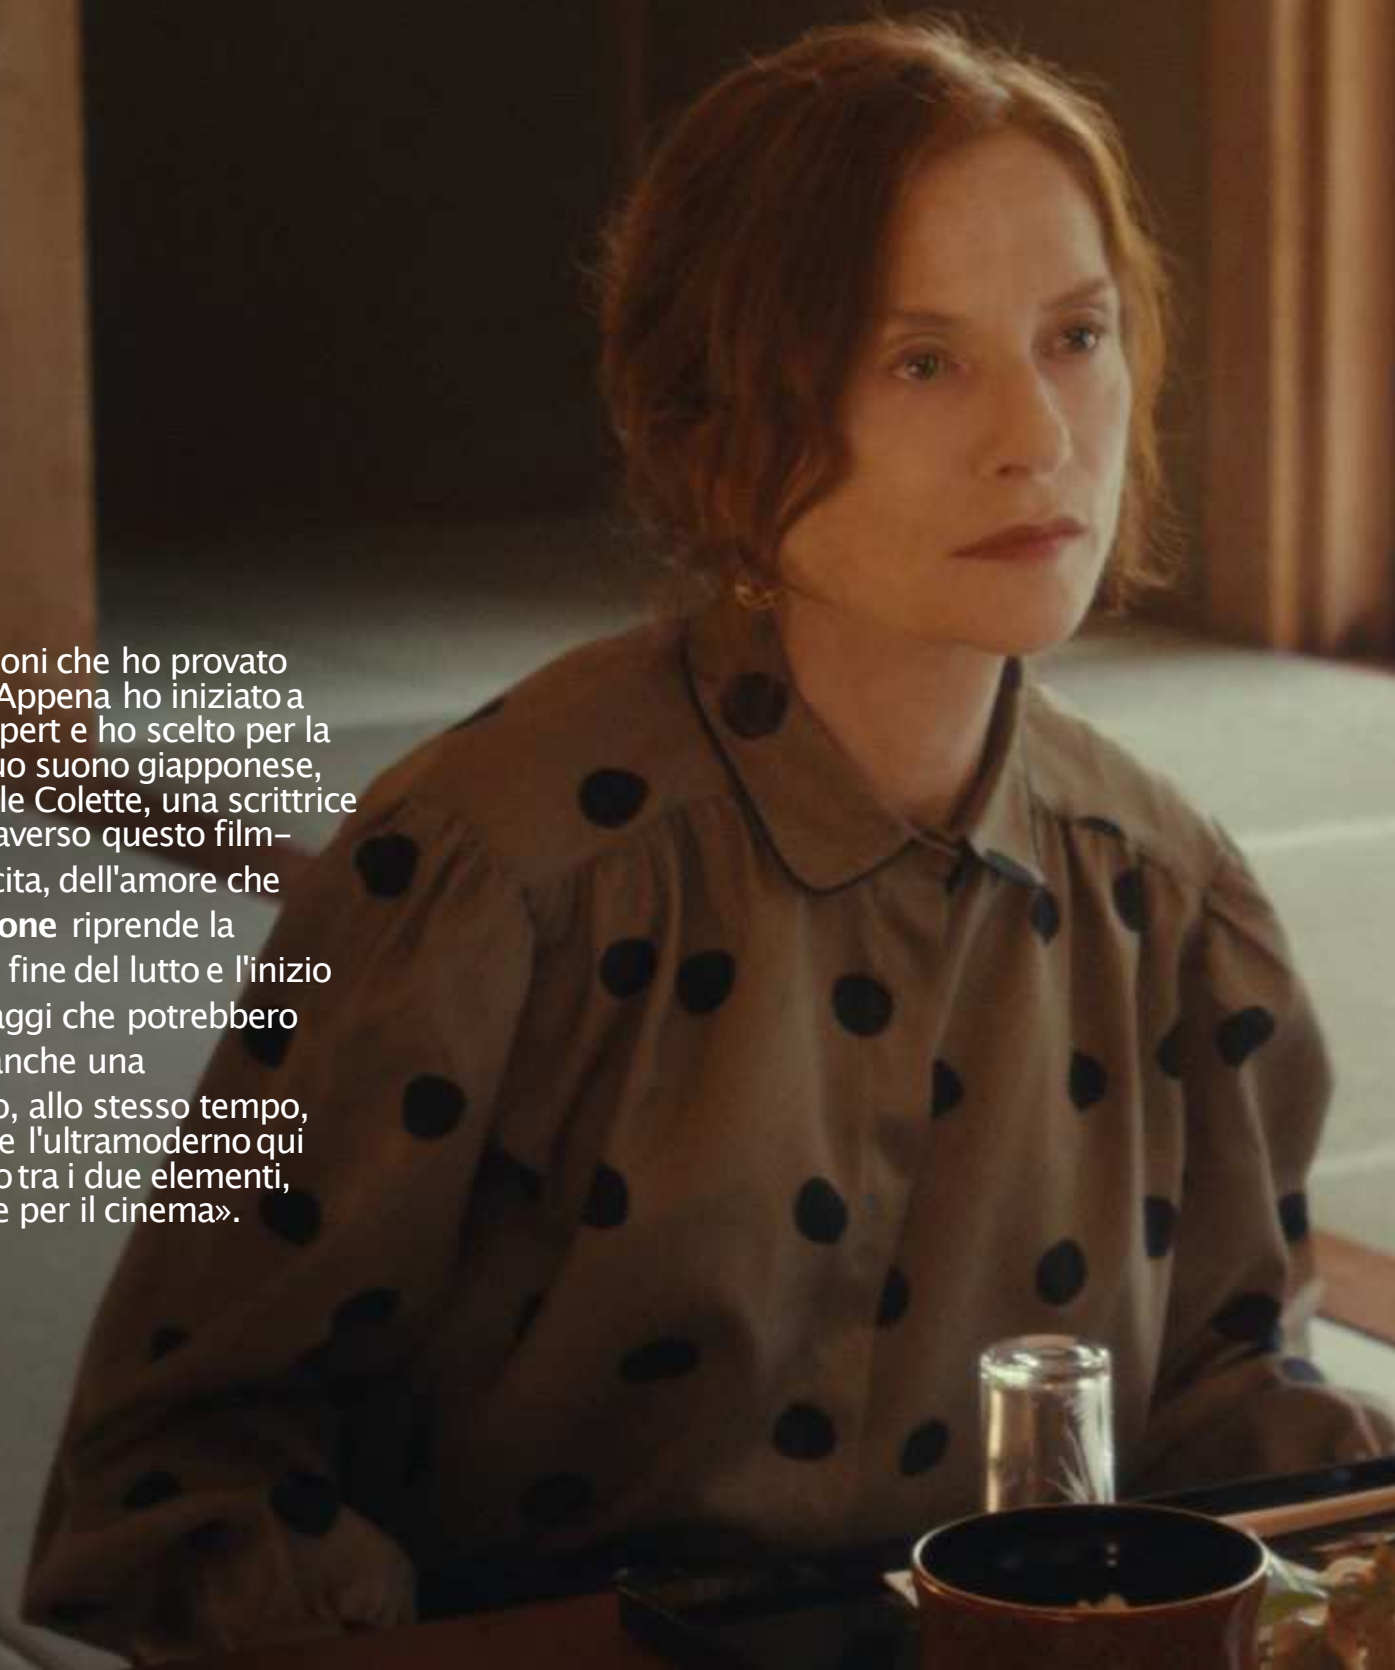 oni che ho provato
Appena ho iniziato a
pert e ho scelto per la
uo suono giapponese,
le Colette, una scrittrice
averso questo film–
cita, dell'amore che
one riprende la
fine del lutto e l'inizio
aggi che potrebbero
anche una
o, allo stesso tempo,
e l'ultramoderno qui
o tra i due elementi,
e per il cinema».